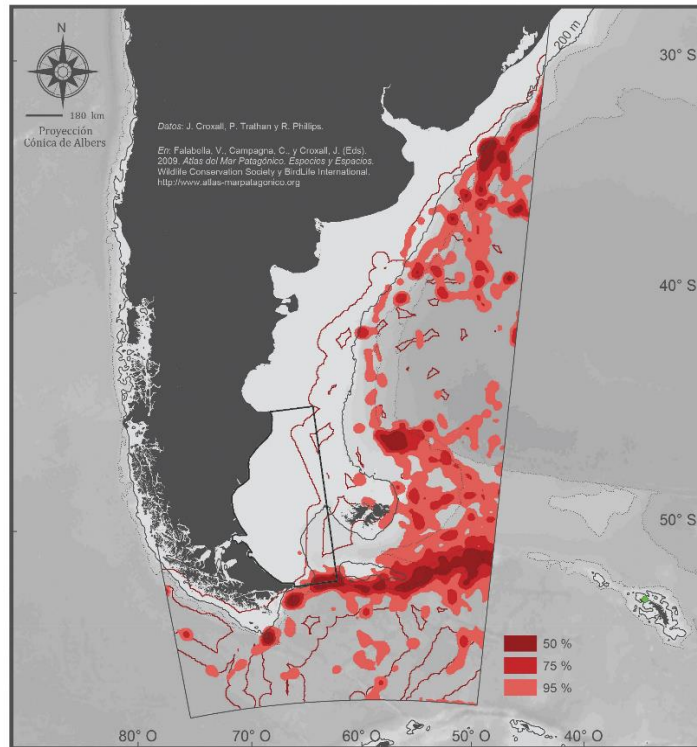 N
180 km
Proyección
Cónica de Albers
200 m
30° S
Datos: J. Croxall, P. Trathan y R. Phillips.
En: Falabella, V., Campagna, C., y Croxall, J. (Eds).
2009. Atlas del Mar Patagónico. Especies y Espacios.
Wildlife Conservation Society y BirdLife International.
http://www.atlas-marpatagonico.org
40° S
50° S
50 %
75 %
95 %
80° O
70° O
60° O
50° O
40° O